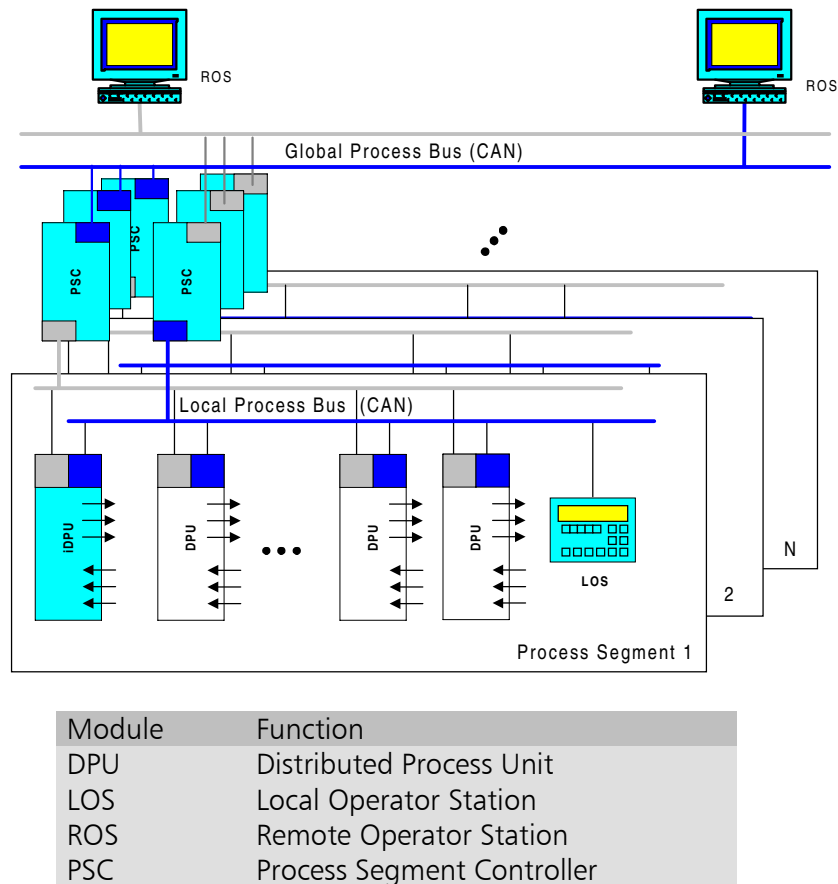 ROS
ROS
Global Process Bus (CAN)
PSC
PSC
PSC
Local Process Bus (CAN)
iDPU
DPU
DPU
DPU
LOS
N
2
Process Segment 1
Module Function
DPU Distributed Process Unit
LOS Local Operator Station
ROS Remote Operator Station
PSC Process Segment Controller